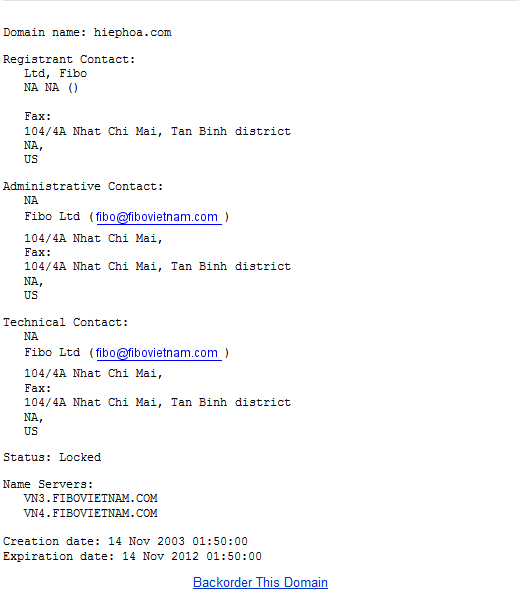 Domain name: hiephoa.com
Registrant Contact:
Ltd, Fibo
NA NA ()
Fax:
104/4A Nhat Chi Mai, Tan Binh district
NA,
US
Administrative Contact:
NA
Fibo Ltd (fibo@fibovietnam.com )
104/4A Nhat Chi Mai,
Fax:
104/4A Nhat Chi Mai, Tan Binh district
NA,
US
Technical Contact:
NA
Fibo Ltd (fibo@fibovietnam.com )
104/4A Nhat Chi Mai,
Fax:
104/4A Nhat Chi Mai, Tan Binh district
NA,
US
Status: Locked
Name Servers:
VN3.FIBOVIETNAM.COM
VN4.FIBOVIETNAM.COM
Creation date: 14 Nov 2003 01:50:00
Expiration date: 14 Nov 2012 01:50:00
Backorder This Domain